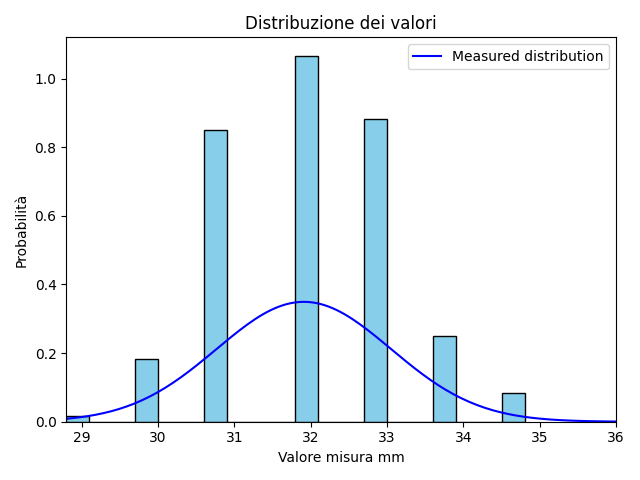 Distribuzione dei valori
Measured distribution
1.0
0.8
0.6
0.4
0.2
0.0
Probabilità
29 30 31 32 33 34 35 36
Valore misura mm